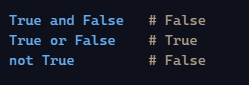 True and False   # False
True or False    # True
not True         # False